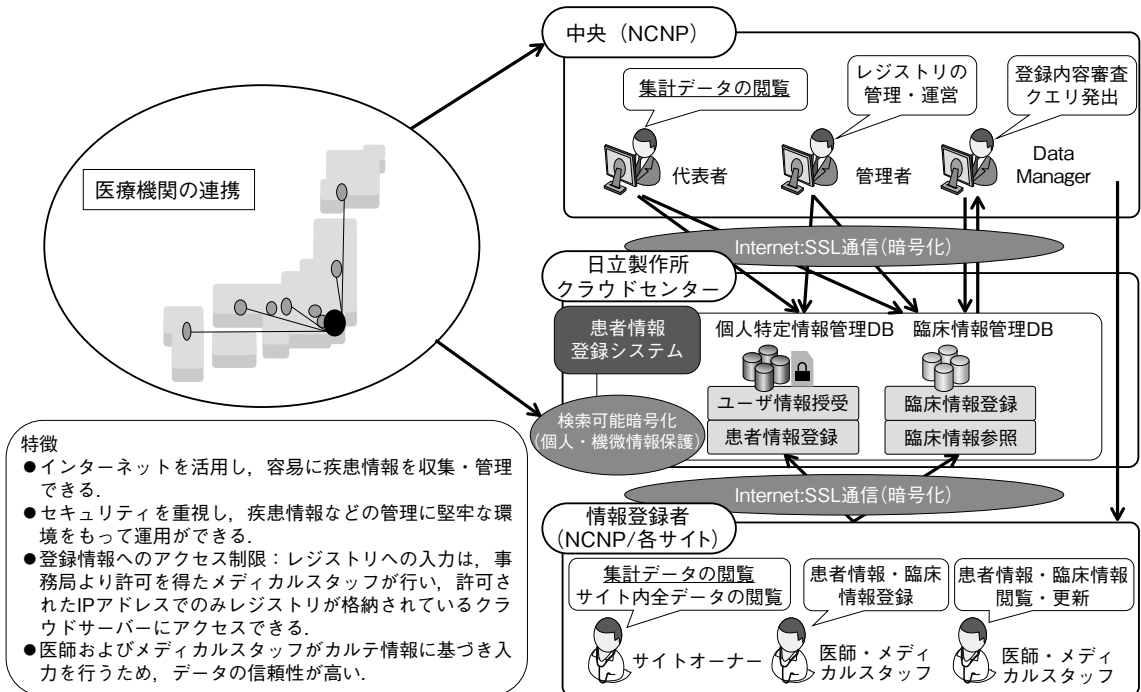 中央（NCNP）
集計データの閲覧
レジストリの
管理・運営
登録内容審査
クエリ発出
代表者
管理者
Data
Manager
医療機関の連携
Internet:SSL通信(暗号化)
日立製作所
クラウドセンター
患者情報
登録システム
個人特定情報管理DB
臨床情報管理DB
ユーザ情報授受
患者情報登録
臨床情報登録
臨床情報参照
検索可能暗号化
(個人・機微情報保護)
Internet:SSL通信(暗号化)
情報登録者
(NCNP/各サイト)
集計データの閲覧
サイト内全データの閲覧
患者情報・臨床
情報登録
患者情報・臨床情報
閲覧・更新
サイトオーナー
医師・メディ
カルスタッフ
医師・メディ
カルスタッフ
特徴
●インターネットを活用し，容易に疾患情報を収集・管理
できる．
●セキュリティを重視し，疾患情報などの管理に堅牢な環
境をもって運用ができる．
●登録情報へのアクセス制限：レジストリへの入力は，事
務局より許可を得たメディカルスタッフが行い，許可さ
れたIPアドレスでのみレジストリが格納されているクラ
ウドサーバーにアクセスできる．
●医師およびメディカルスタッフがカルテ情報に基づき入
力を行うため，データの信頼性が高い．